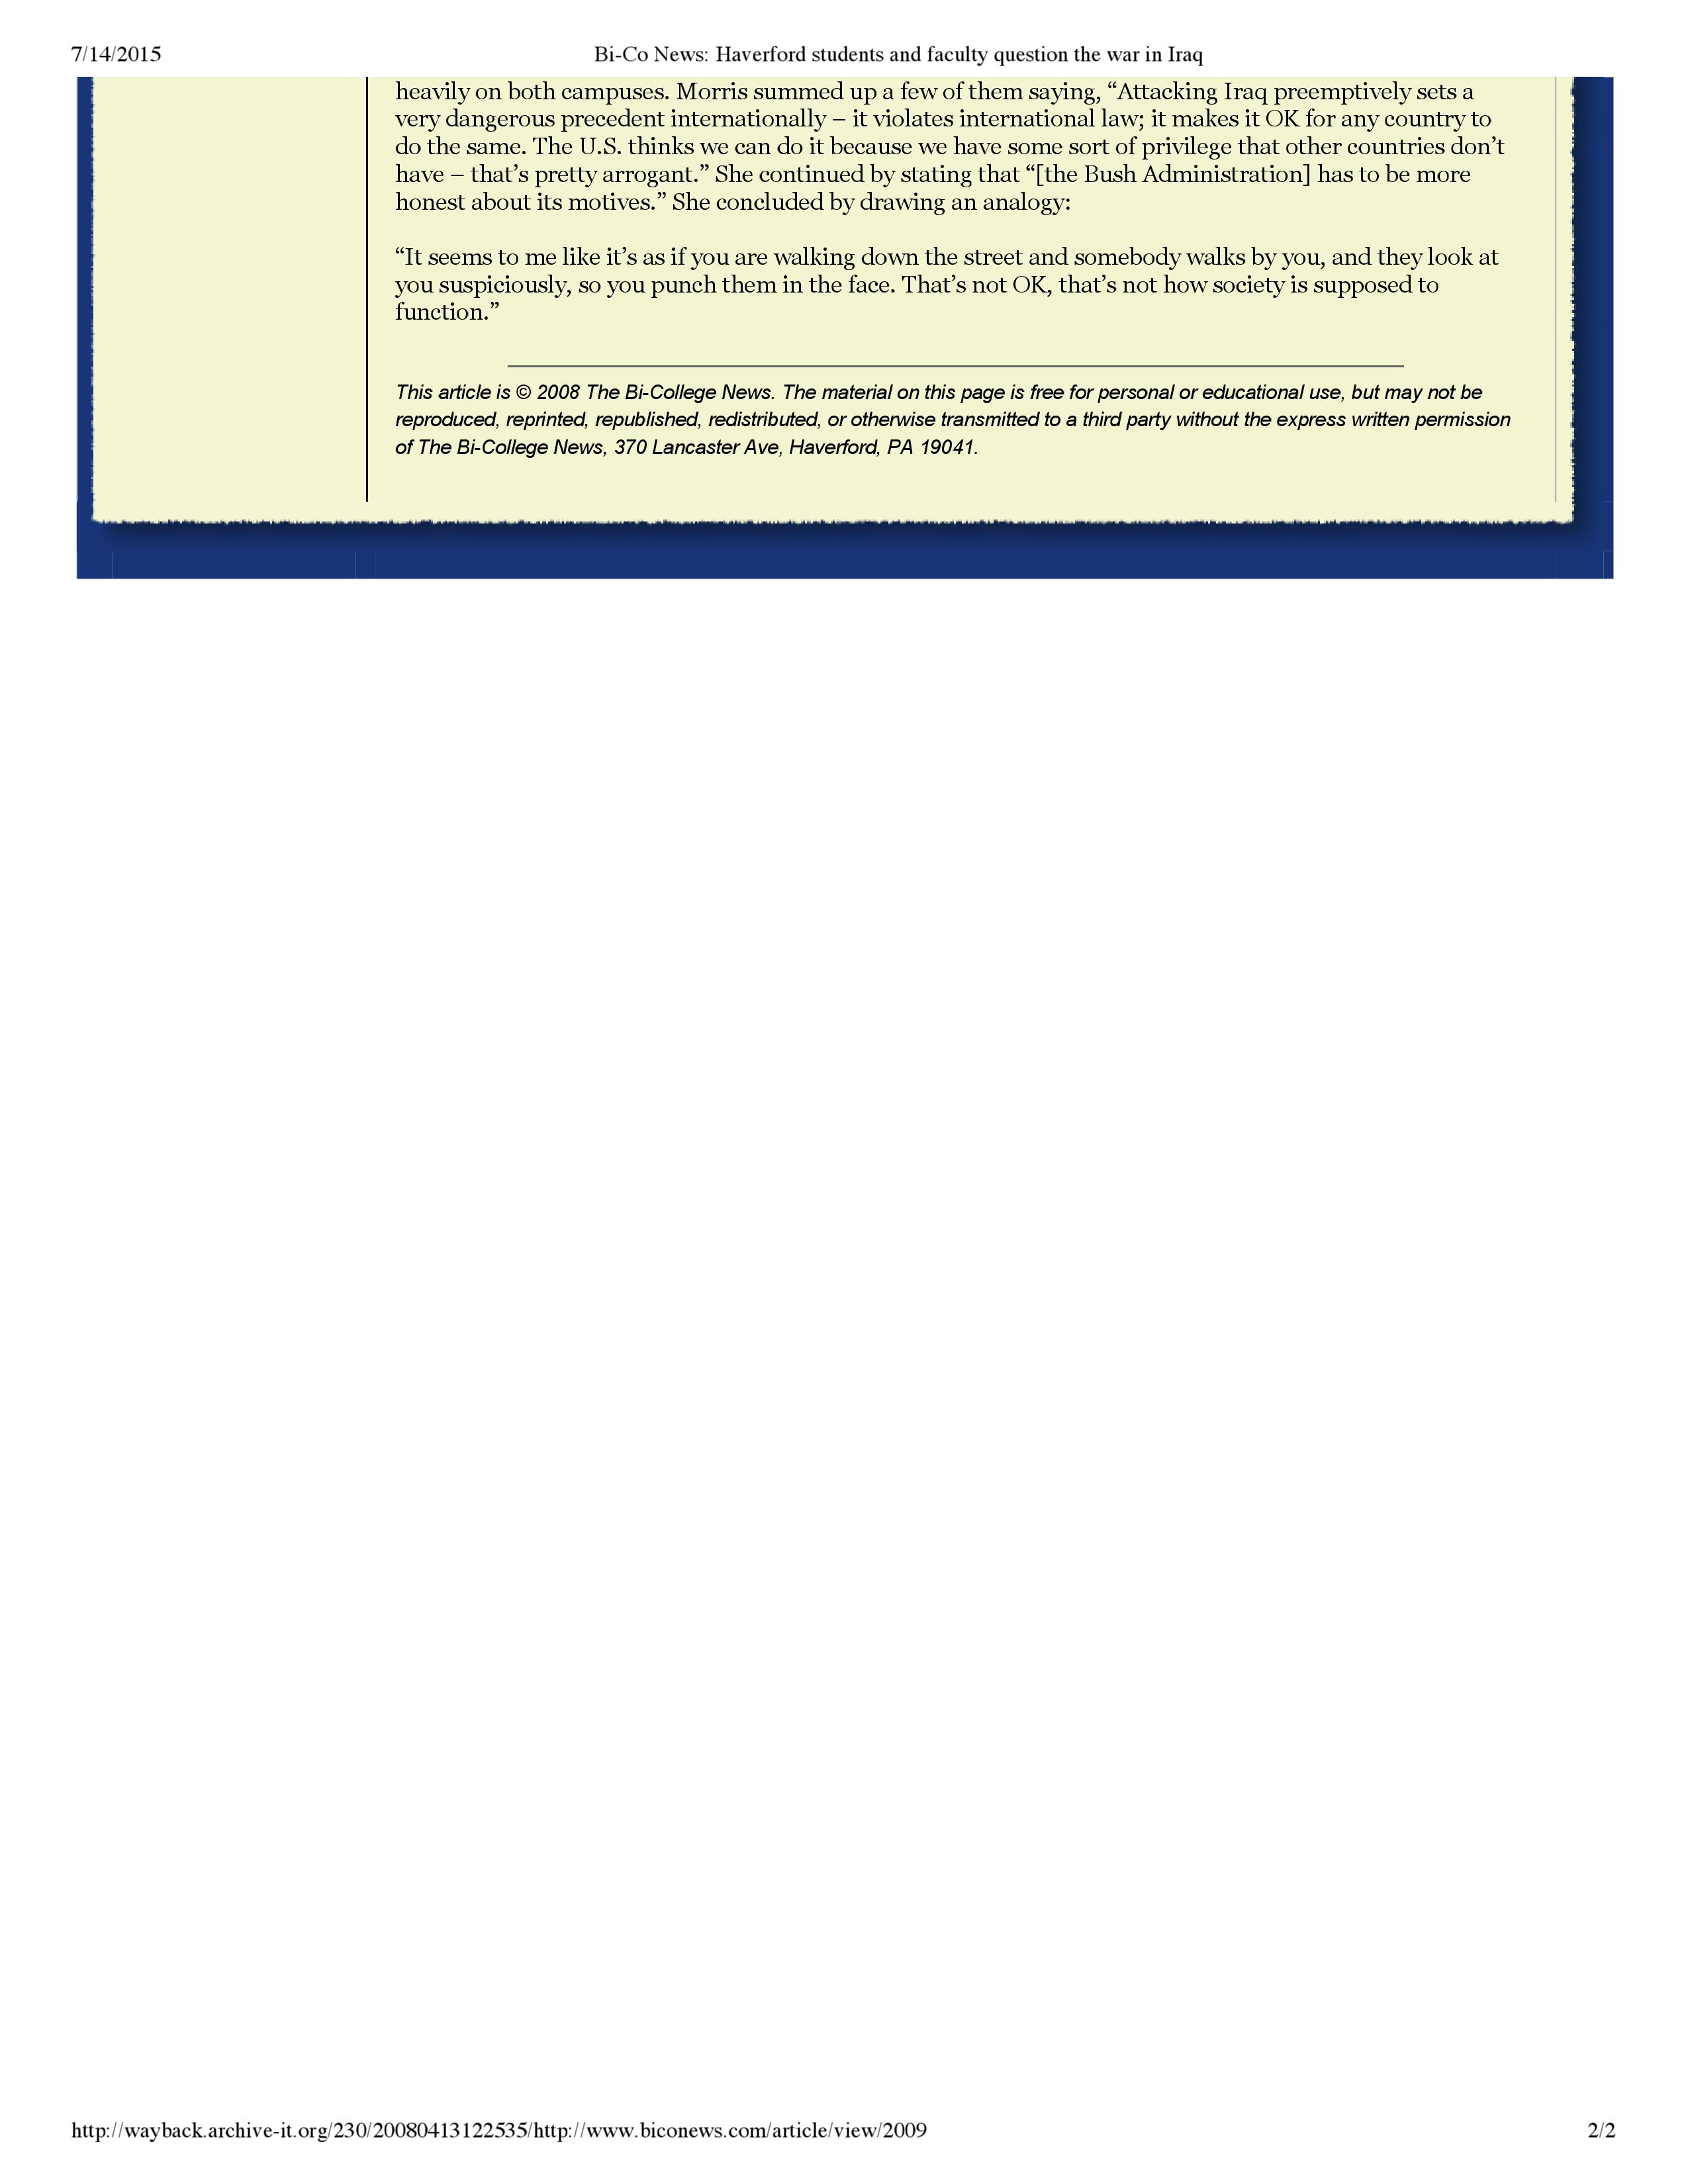 7/14/2015 Bi-Co News: Haverford students and faculty question the war in Iraq
heavily on both campuses. Morris summed up a few of them saying, “Attacking Iraq preemptively sets a
very dangerous precedent internationally – it violates international law; it makes it OK for any country to
do the same. The U.S. thinks we can do it because we have some sort of privilege that other countries don’t
have – that’s pretty arrogant.” She continued by stating that “[the Bush Administration] has to be more
honest about its motives.” She concluded by drawing an analogy:
“It seems to me like it’s as if you are walking down the street and somebody walks by you, and they look at
you suspiciously, so you punch them in the face. That’s not OK, that’s not how society is supposed to
function.”
This article is © 2008 The Bi-College News. The material on this page is free for personal or educational use, but may not be
reproduced, reprinted, republished, redistributed, or otherwise transmitted to a third party without the express written permission
of The Bi-College News, 370 Lancaster Ave, Haverford, PA 19041.
http://wayback.archive-it.org/230/20080413122535/http://www.biconews.com/article/view/2009 2/2